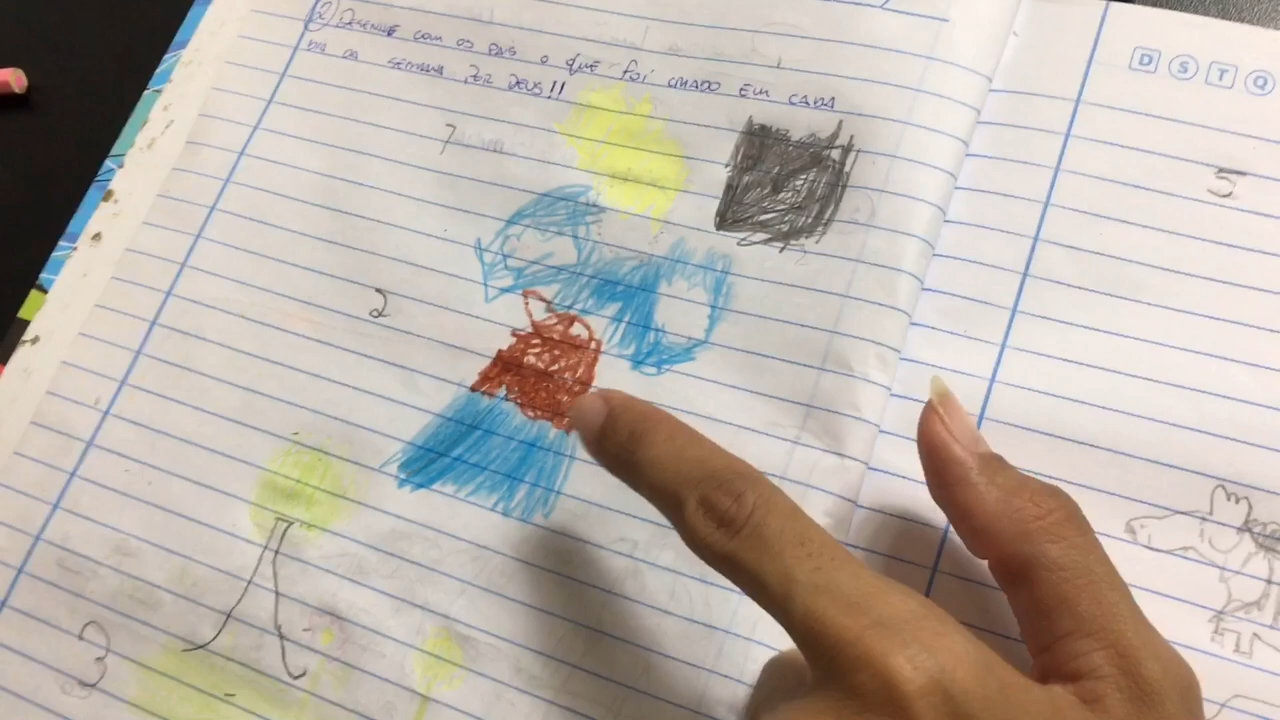 2 DESENHE COM OS PAIS O QUE FOI CRIADO EM CADA
DIA DA SEMANA POR DEUS!!
D S T Q
7
5
2
3